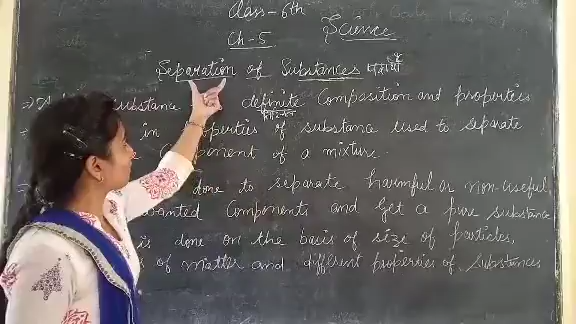 Class - 6th
Science
Ch - 5
Separation of Substances
substance definite Composition and properties
in properties of substance used to separate
Component of a mixture.
done to separate harmful or non-useful,
wanted Components and Get a pure substance
is done on the basis of size of particles,
of matter and different properties of Substances